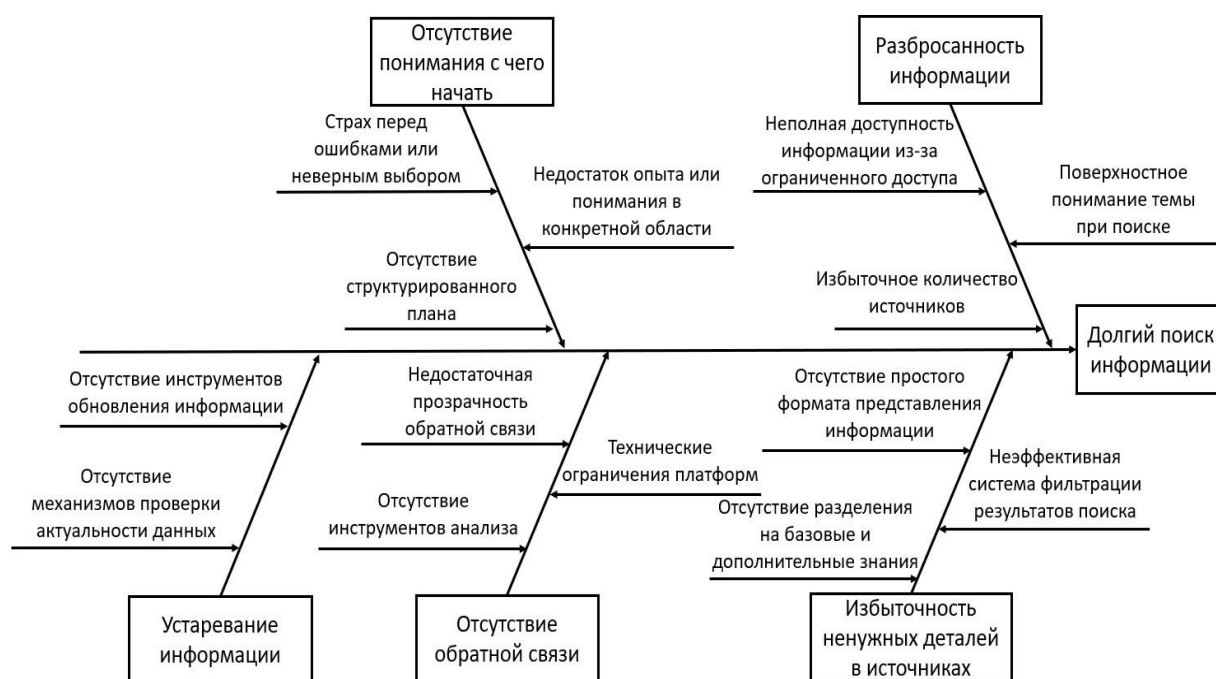 Отсутствие
понимания с чего
начать
Разбросанность
информации
Страх перед
ошибками или
неверным выбором
Недостаток опыта или
понимания в
конкретной области
Отсутствие
структурированного
плана
Неполная доступность
информации из-за
ограниченного доступа
Поверхностное
понимание темы
при поиске
Избыточное количество
источников
Долгий поиск
информации
Отсутствие инструментов
обновления информации
Отсутствие
механизмов проверки
актуальности данных
Недостаточная
прозрачность
обратной связи
Технические
ограничения платформ
Отсутствие
инструментов анализа
Отсутствие простого
формата представления
информации
Неэффективная
система фильтрации
результатов поиска
Отсутствие разделения
на базовые и
дополнительные знания
Устаревание
информации
Отсутствие
обратной связи
Избыточность
ненужных деталей
в источниках